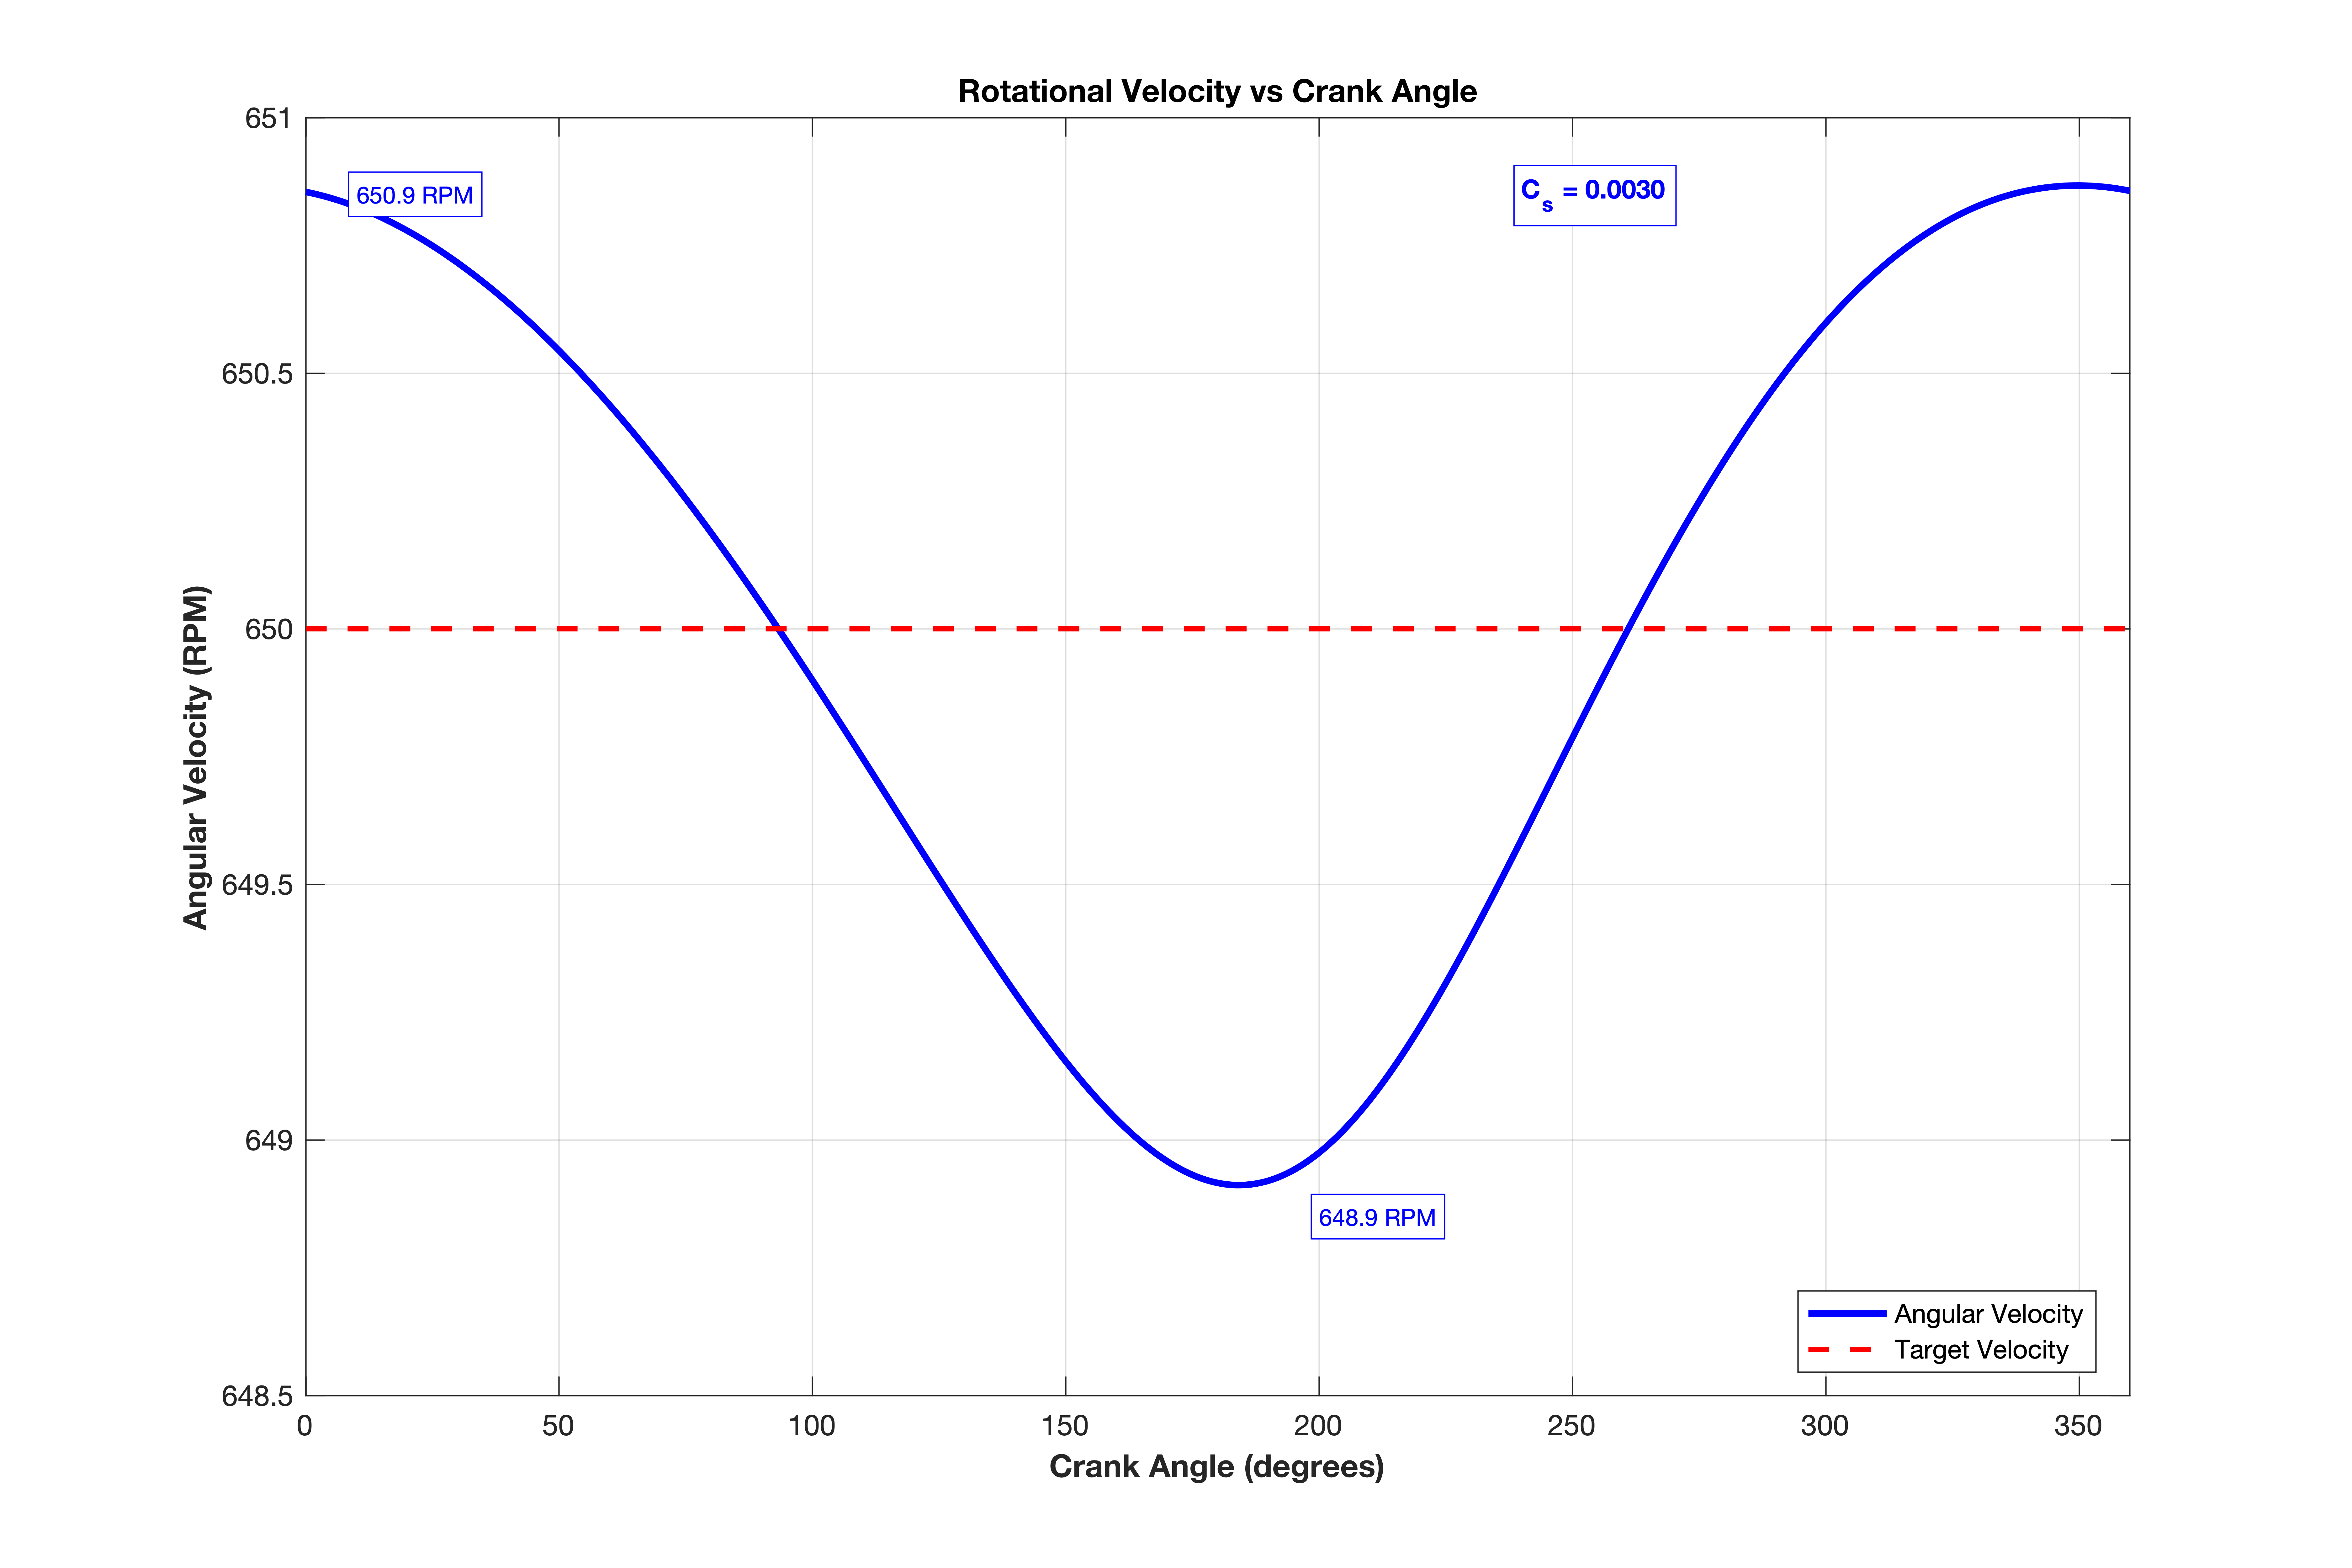 Rotational Velocity vs Crank Angle
651
650.5
650
649.5
649
648.5
Angular Velocity (RPM)
650.9 RPM
C_s = 0.0030
648.9 RPM
Angular Velocity
Target Velocity
0 50 100 150 200 250 300 350
Crank Angle (degrees)